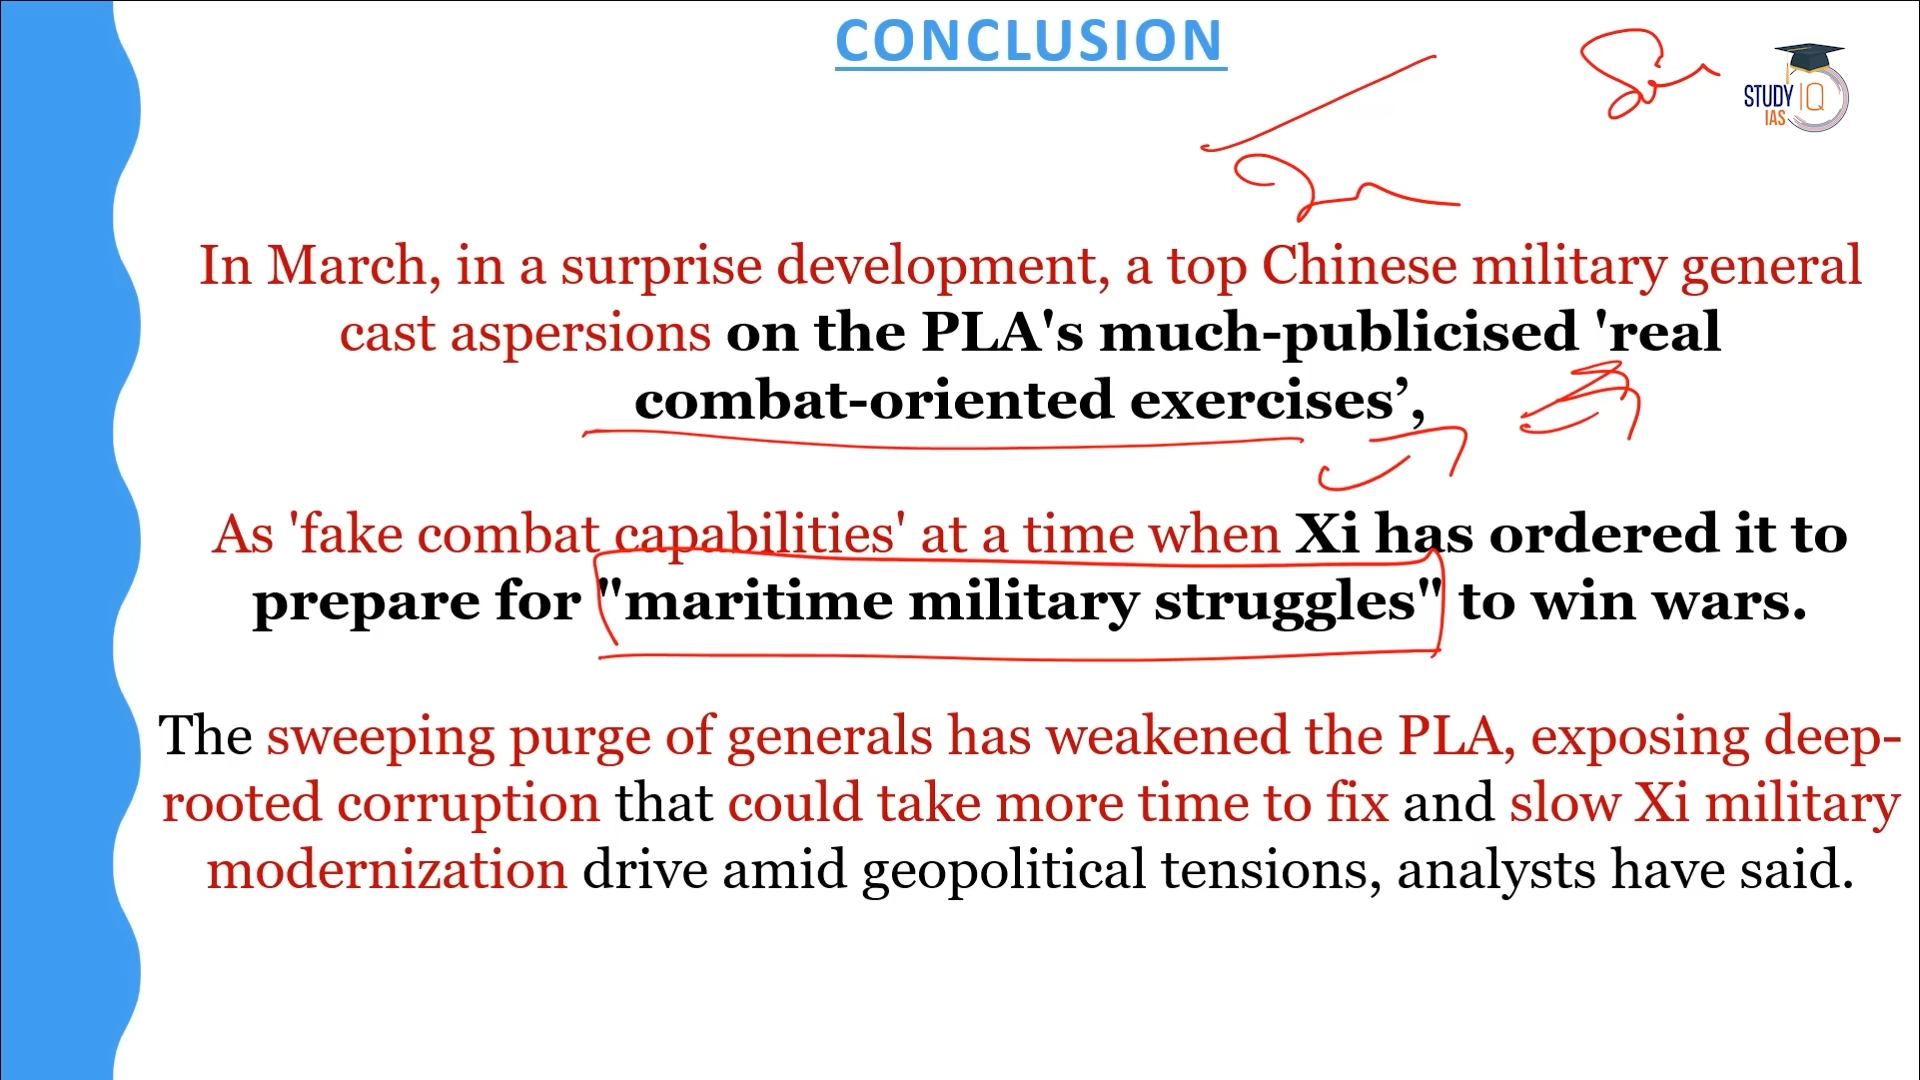 CONCLUSION
STUDY IQ
IAS
In March, in a surprise development, a top Chinese military general
cast aspersions on the PLA's much-publicised 'real
combat-oriented exercises’,
As 'fake combat capabilities' at a time when Xi has ordered it to
prepare for "maritime military struggles" to win wars.
The sweeping purge of generals has weakened the PLA, exposing deep-
rooted corruption that could take more time to fix and slow Xi military
modernization drive amid geopolitical tensions, analysts have said.